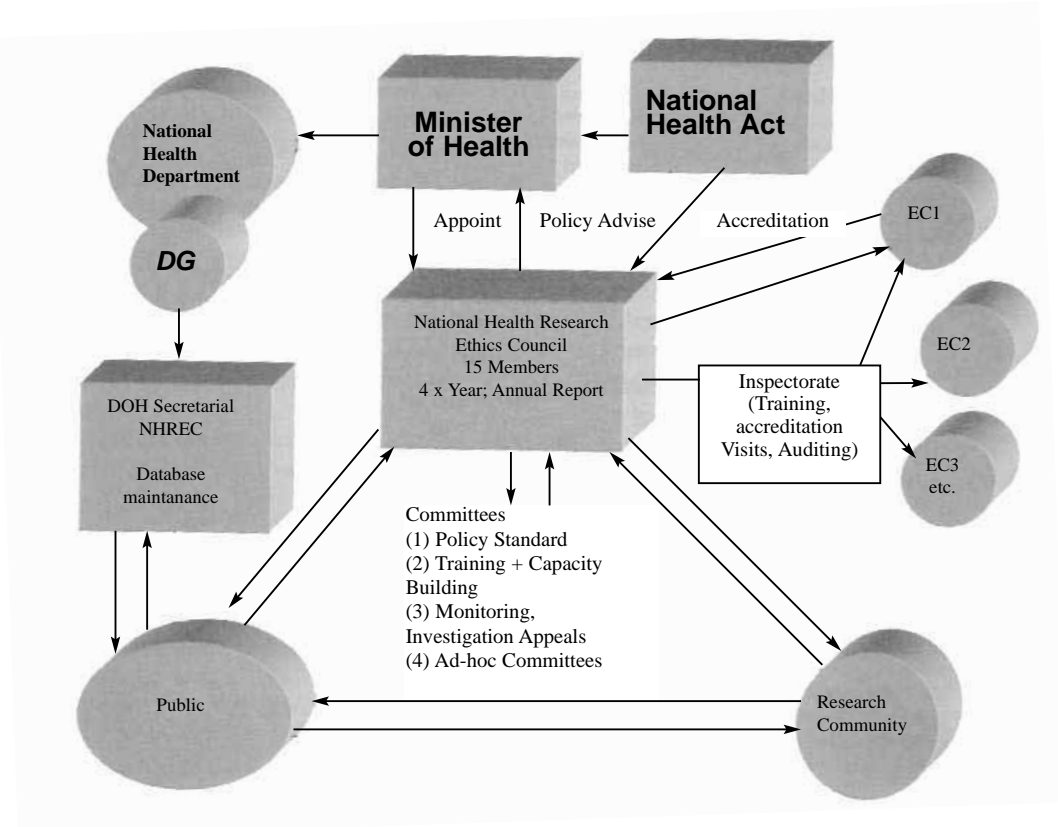 National
Health
Department
Minister
of Health
National
Health Act
DG
Appoint
Policy Advise
Accreditation
EC1
National Health Research
Ethics Council
15 Members
4 x Year; Annual Report
EC2
Inspectorate
(Training,
accreditation
Visits, Auditing)
EC3
etc.
DOH Secretarial
NHREC
Database
maintanance
Committees
(1) Policy Standard
(2) Training + Capacity
Building
(3) Monitoring,
Investigation Appeals
(4) Ad-hoc Committees
Public
Research
Community